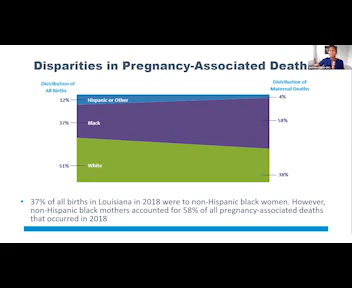 Disparities in Pregnancy-Associated Death
Distribution of
All Births
Distribution of
Maternal Deaths
12%
Hispanic or Other
4%
37%
Black
58%
51%
White
38%
• 37% of all births in Louisiana in 2018 were to non-Hispanic black women. However,
non-Hispanic black mothers accounted for 58% of all pregnancy-associated deaths
that occurred in 2018